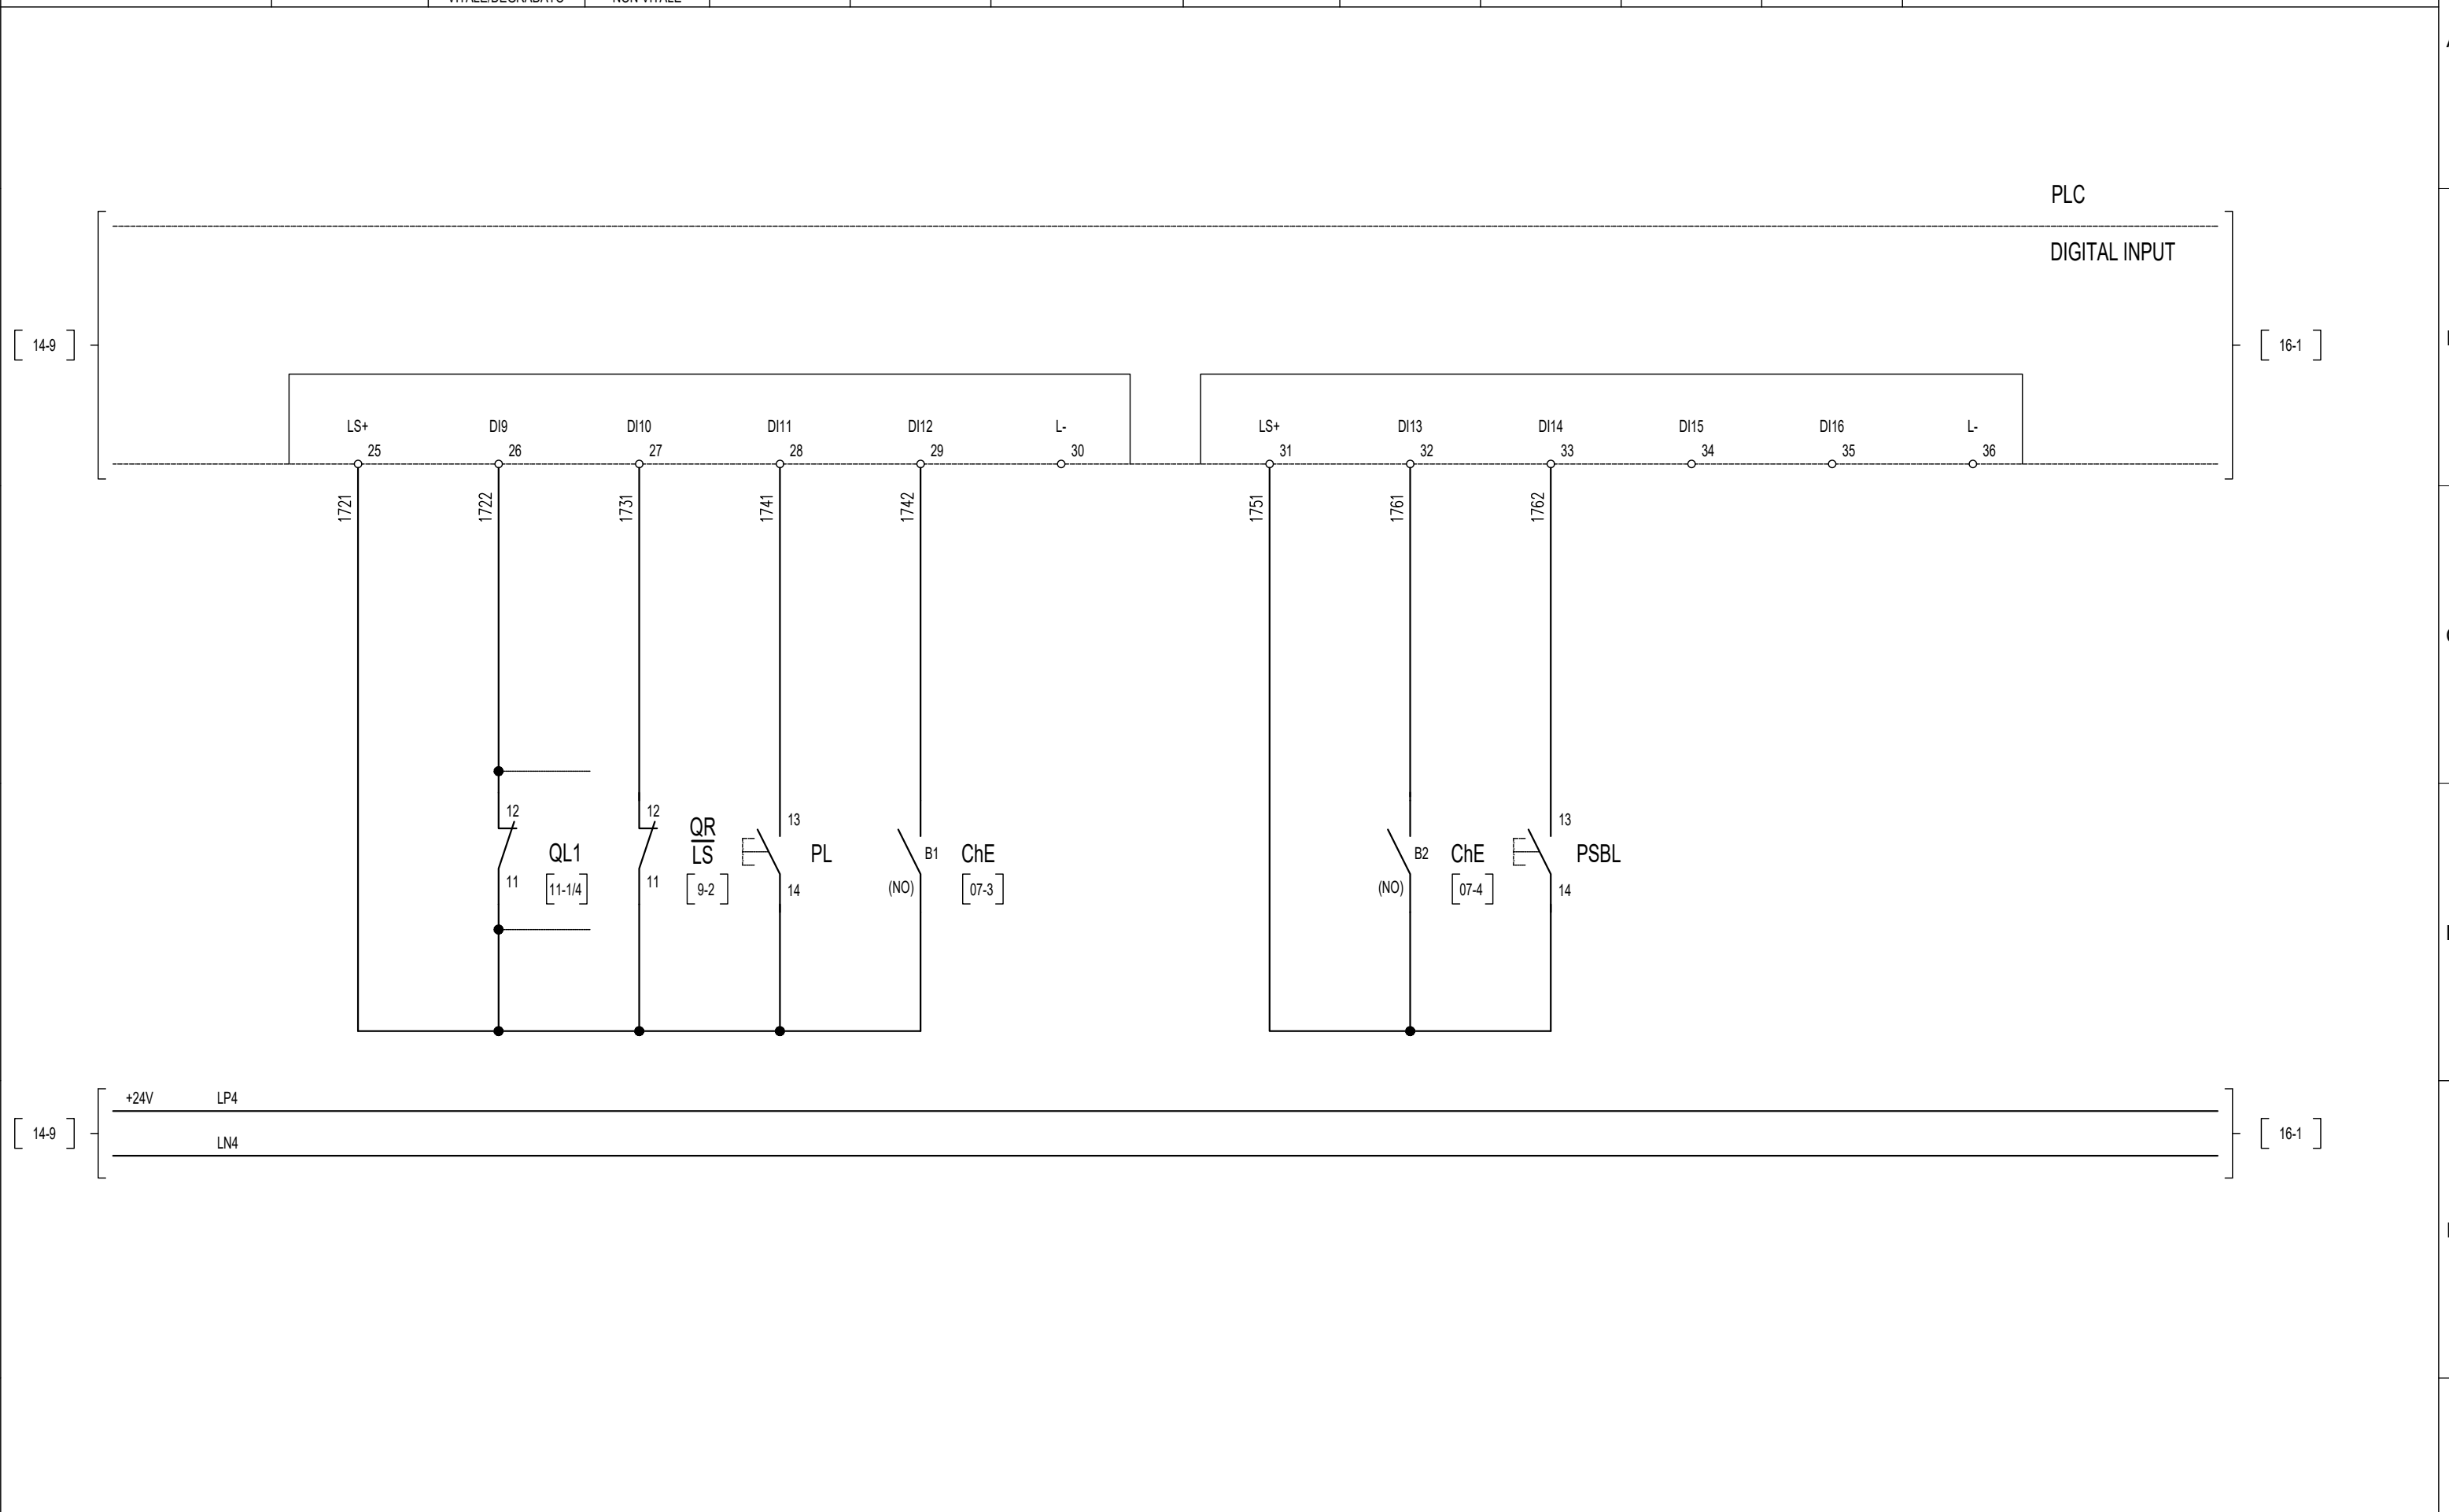 PLC
DIGITAL INPUT
14-9
16-1
LS+ DI9 DI10 DI11 DI12 L- LS+ DI13 DI14 DI15 DI16 L-
25 26 27 28 29 30 31 32 33 34 35 36
1721 1722 1731 1741 1742 1751 1761 1762
12 12 13 13
QR
LS
QL1 PL B1 ChE B2 ChE PSBL
11 11 14 (NO) (NO) 14
11-1/4 9-2 07-3 07-4
+24V LP4
14-9
16-1
LN4